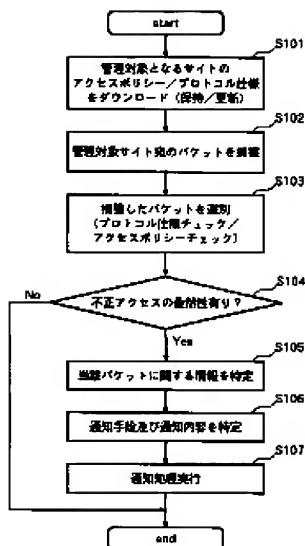 start
S101
管理対象となるサイトの
アクセスポリシー／プロトコル仕様
をダウンロード（保持／更新）
S102
管理対象サイト宛のパケットを捕獲
S103
捕獲したパケットを選別
（プロトコル仕様チェック／
アクセスポリシーチェック）
S104
不正アクセスの蓋然性有り？
No
Yes
S105
当該パケットに関する情報を特定
S106
通知手段及び通知内容を特定
S107
通知処理実行
end